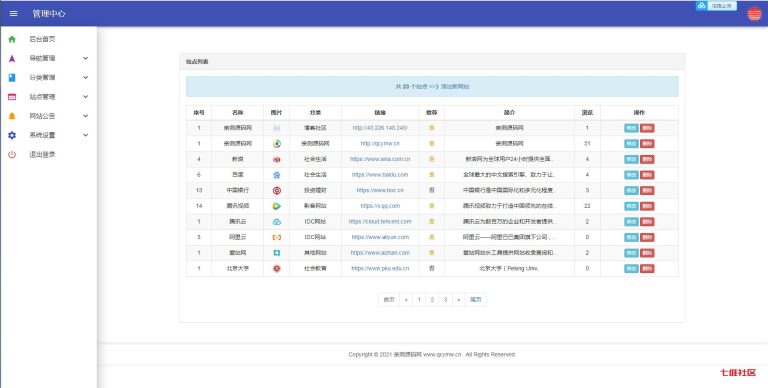 管理中心
拖拽上传
后台首页
导航管理
分类管理
站点管理
网站公告
系统设置
退出登录
站点列表
共 23 个站点 ==》添加新网站
序号 名称 图片 分类 链接 推荐 简介 浏览 操作
1 亲测源码网 博客社区 http://43.226.148.245/ 是 亲测源码网 1 修改 删除
1 亲测源码网 亲测源码网 http://qcymw.cn 是 亲测源码网 51 修改 删除
4 新浪 社会生活 https://www.sina.com.cn 是 新浪网为全球用户24小时提供全面... 4 修改 删除
6 百度 社会生活 https://www.baidu.com 是 全球最大的中文搜索引擎、致力于让... 4 修改 删除
13 中国银行 投资理财 https://www.boc.cn 否 中国银行是中国国际化和多元化程度... 3 修改 删除
14 腾讯视频 影音网站 https://v.qq.com 是 腾讯视频致力于打造中国领先的在线... 22 修改 删除
1 腾讯云 IDC网站 https://cloud.tencent.com 是 腾讯云为数百万的企业和开发者提供... 2 修改 删除
3 阿里云 IDC网站 https://www.aliyun.com 是 阿里云——阿里巴巴集团旗下公司，... 0 修改 删除
1 爱站网 其他网站 https://www.aizhan.com 是 爱站网站长工具提供网站收录查询和... 2 修改 删除
1 北京大学 社会教育 https://www.pku.edu.cn 否 北京大学（Peking Univ... 0 修改 删除
首页 « 1 2 3 » 尾页
Copyright © 2021 亲测源码网 www.qcymw.cn . All Rights Reserved.
七维社区